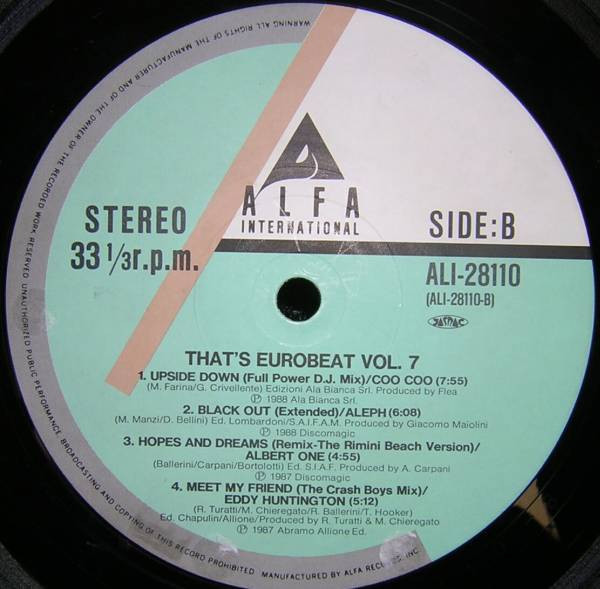 WARNING: ALL RIGHTS OF THE MANUFACTURER AND OF THE OWNER OF THE RECORDED WORK RESERVED. UNAUTHORIZED PUBLIC PERFORMANCE, BROADCASTING AND COPYING OF THIS RECORD PROHIBITED. MANUFACTURED BY ALFA RECORDS, INC.
ALFA
INTERNATIONAL
STEREO
33 1/3r.p.m.
SIDE:B
ALI-28110
(ALI-28110-B)
JASRAC
THAT'S EUROBEAT VOL. 7
1. UPSIDE DOWN (Full Power D.J. Mix)/COO COO (7:55)
(M. Farina/G. Crivellente) Edizioni Ala Bianca Srl. Produced by Flea
Ⓟ 1988 Ala Bianca Srl.
2. BLACK OUT (Extended)/ALEPH (6:08)
(M. Manzi/D. Bellini) Ed. Lombardoni/S.A.I.F.A.M. Produced by Giacomo Maiolini
Ⓟ 1988 Discomagic
3. HOPES AND DREAMS (Remix-The Rimini Beach Version)/
ALBERT ONE (4:55)
(Ballerini/Carpani/Bortolotti) Ed. S.I.A.F. Produced by A. Carpani
Ⓟ 1987 Discomagic
4. MEET MY FRIEND (The Crash Boys Mix)/
EDDY HUNTINGTON (5:12)
(R. Turatti/M. Chieregato/R. Ballerini/T. Hooker)
Ed. Chapulin/Allione/Produced by R. Turatti & M. Chieregato
Ⓟ 1987 Abramo Allione Ed.